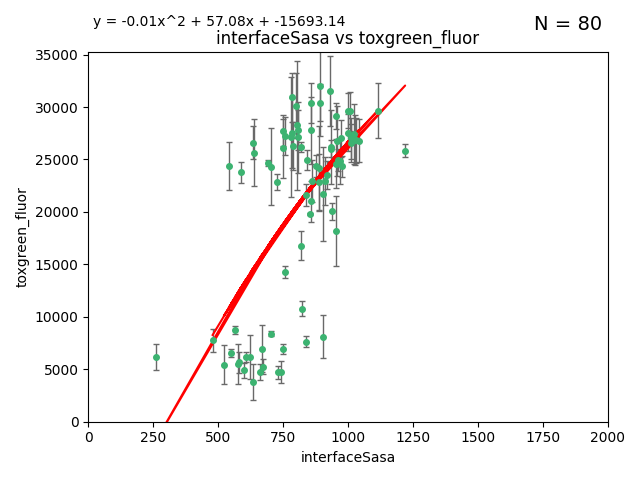 y = -0.01x^2 + 57.08x + -15693.14
N = 80
interfaceSasa vs toxgreen_fluor
35000
30000
25000
20000
15000
10000
5000
0
toxgreen_fluor
0 250 500 750 1000 1250 1500 1750 2000
interfaceSasa